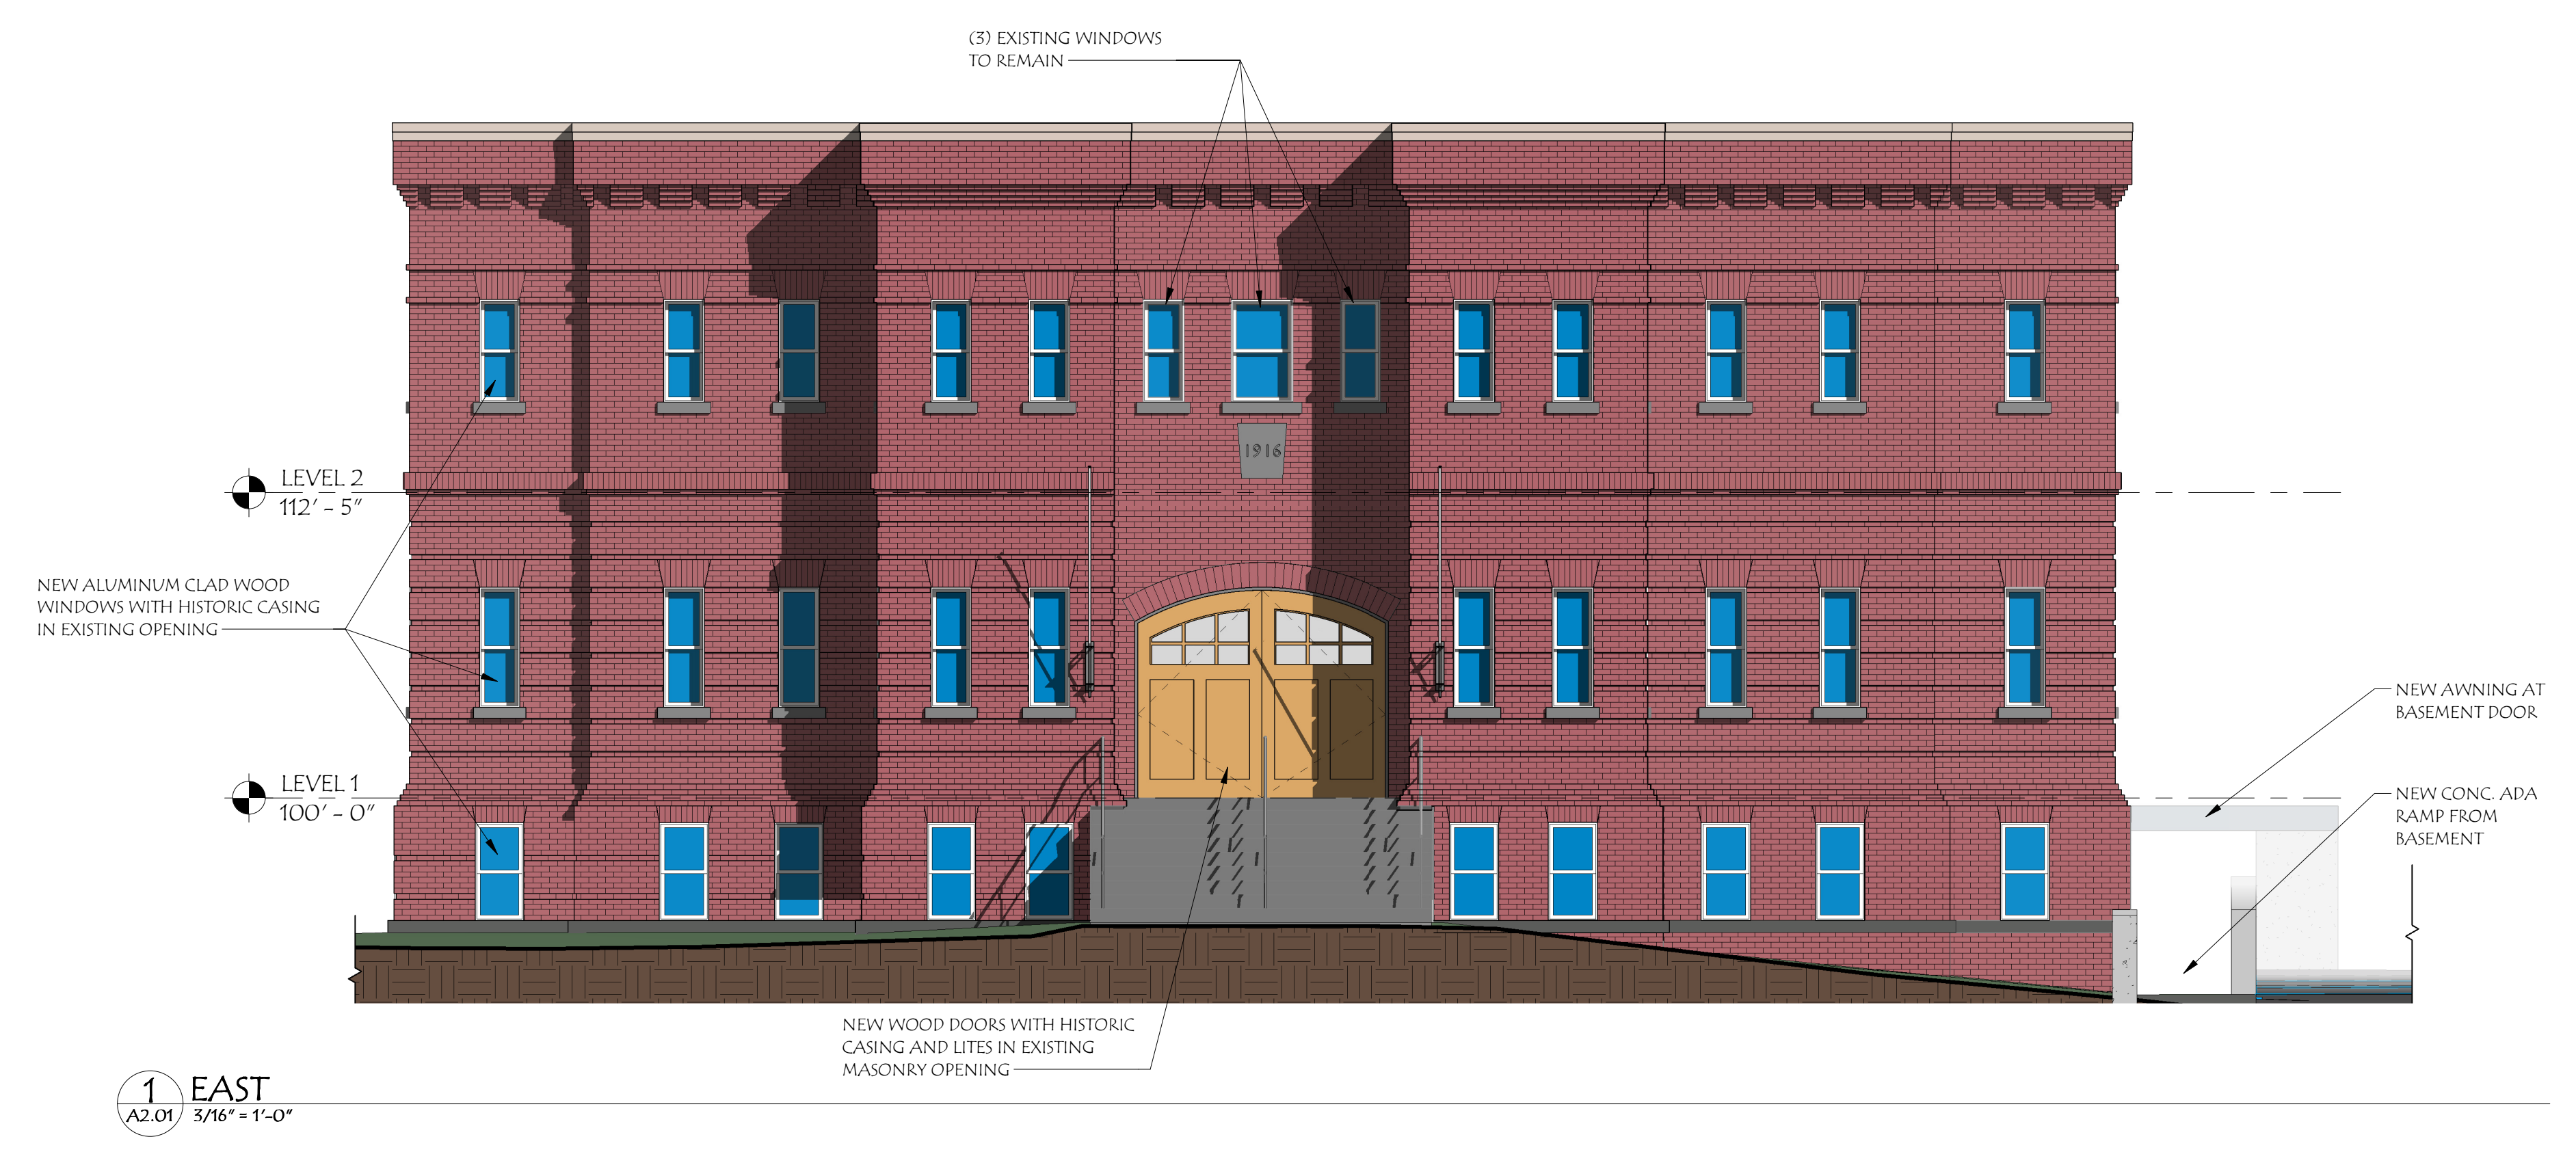 (3) EXISTING WINDOWS
TO REMAIN
1916
LEVEL 2
112' - 5"
NEW ALUMINUM CLAD WOOD
WINDOWS WITH HISTORIC CASING
IN EXISTING OPENING
NEW AWNING AT
BASEMENT DOOR
LEVEL 1
100' - 0"
NEW CONC. ADA
RAMP FROM
BASEMENT
NEW WOOD DOORS WITH HISTORIC
CASING AND LITES IN EXISTING
MASONRY OPENING
1
A2.01
EAST
3/16" = 1'-0"